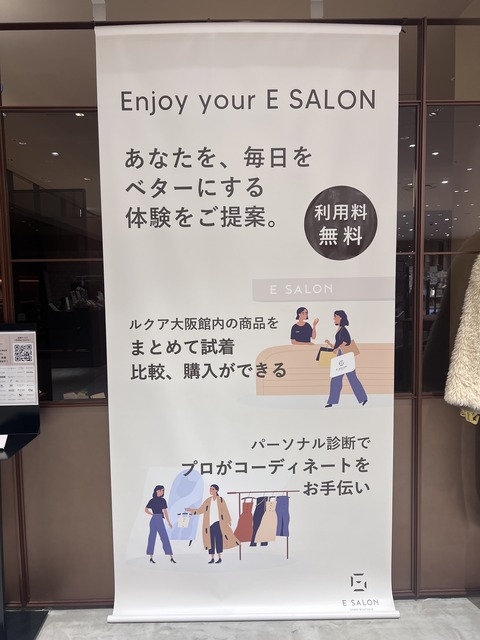 Enjoy your E SALON
あなたを、毎日を
ベターにする
体験をご提案。
利用料
無料
E SALON
ルクア大阪館内の商品を
まとめて試着
比較、購入ができる
パーソナル診断で
プロがコーディネートを
お手伝い
E SALON